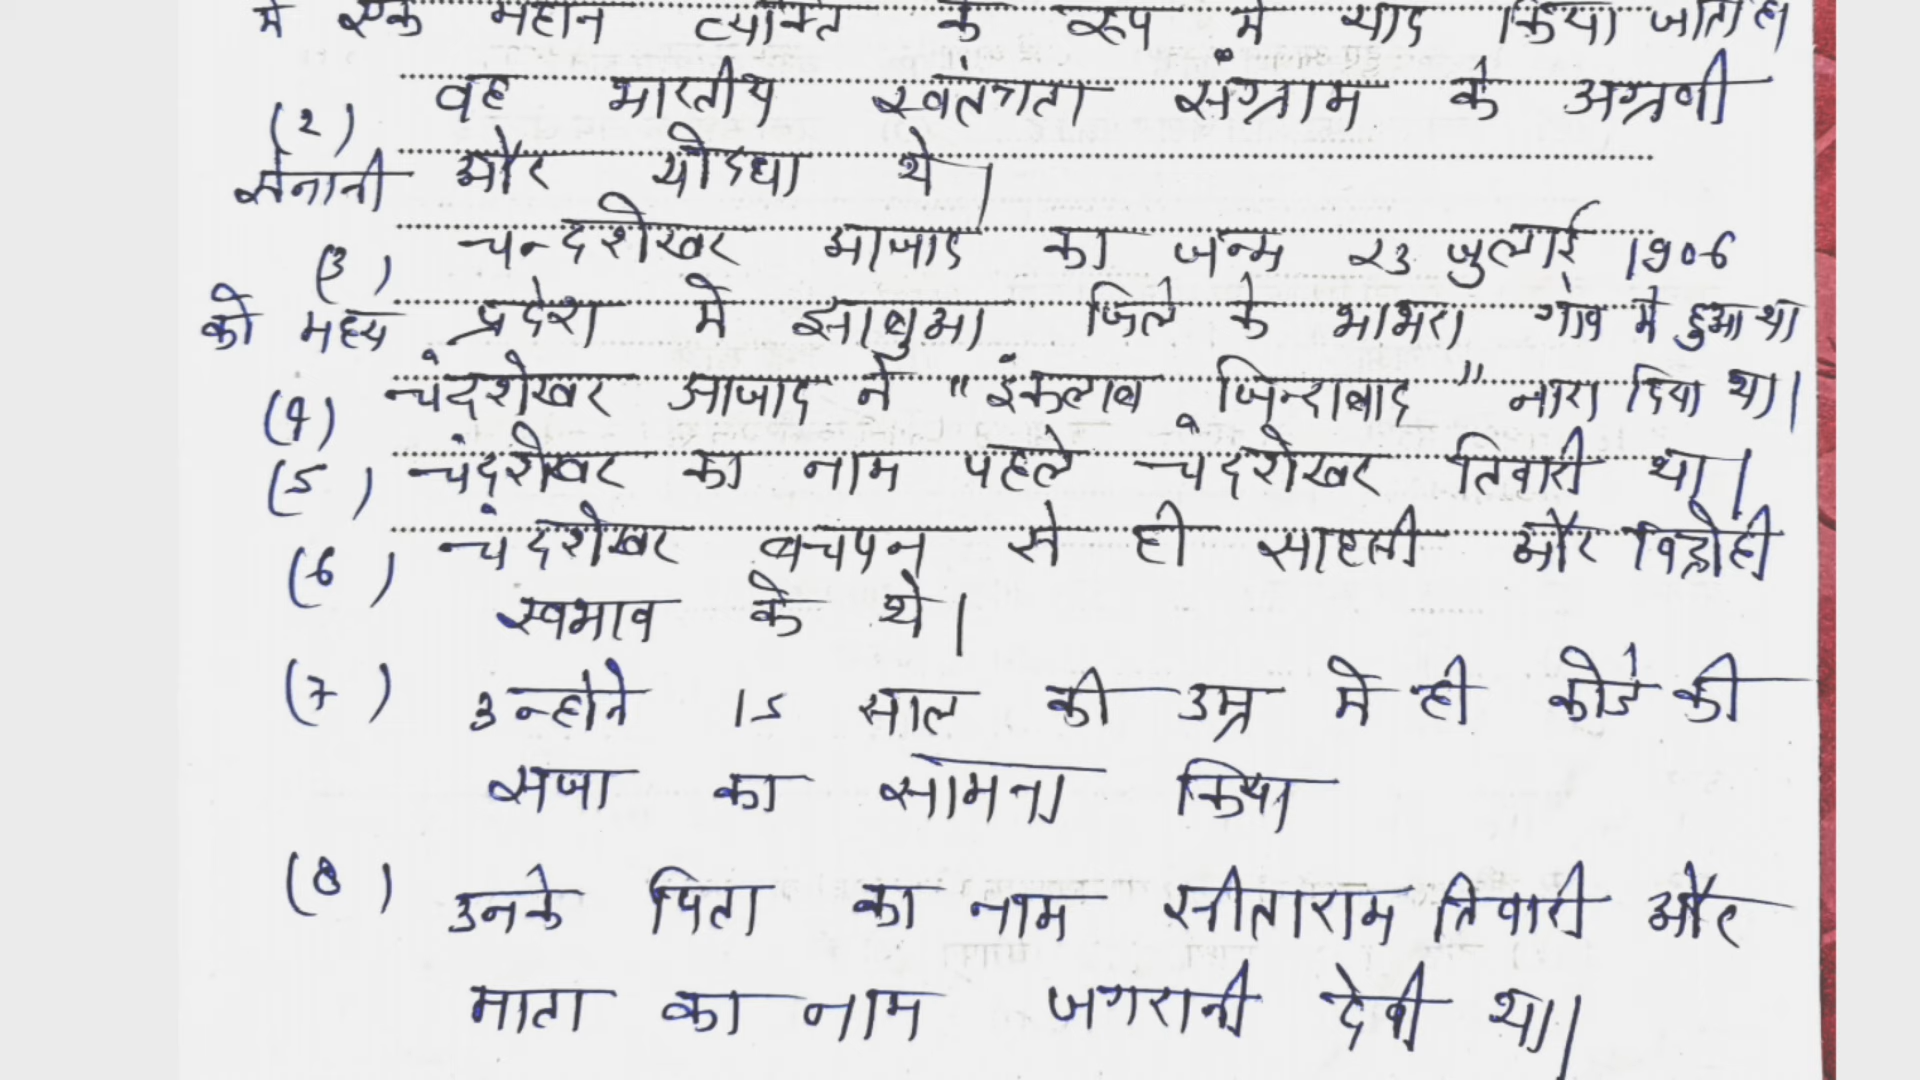 में एक महान व्यक्ति के रूप में याद किया जाता है।
(2) वह भारतीय स्वतंत्रता संग्राम के अग्रणी
सेनानी और योद्धा थे।
(3) चन्द्रशेखर आजाद का जन्म 23 जुलाई 1906
को मध्य प्रदेश में झाबुआ जिले के भाभरा गांव में हुआ था
(4) चंद्रशेखर आजाद ने "इंकलाब जिन्दाबाद" नारा दिया था।
(5) चंद्रशेखर का नाम पहले चंद्रशेखर तिवारी था।
(6) चंद्रशेखर बचपन से ही साहसी और विद्रोही
स्वभाव के थे।
(7) उन्होने 15 साल की उम्र में ही कोडे की
सजा का सामना किया
(8) उनके पिता का नाम सीताराम तिवारी और
माता का नाम जगरानी देवी था।